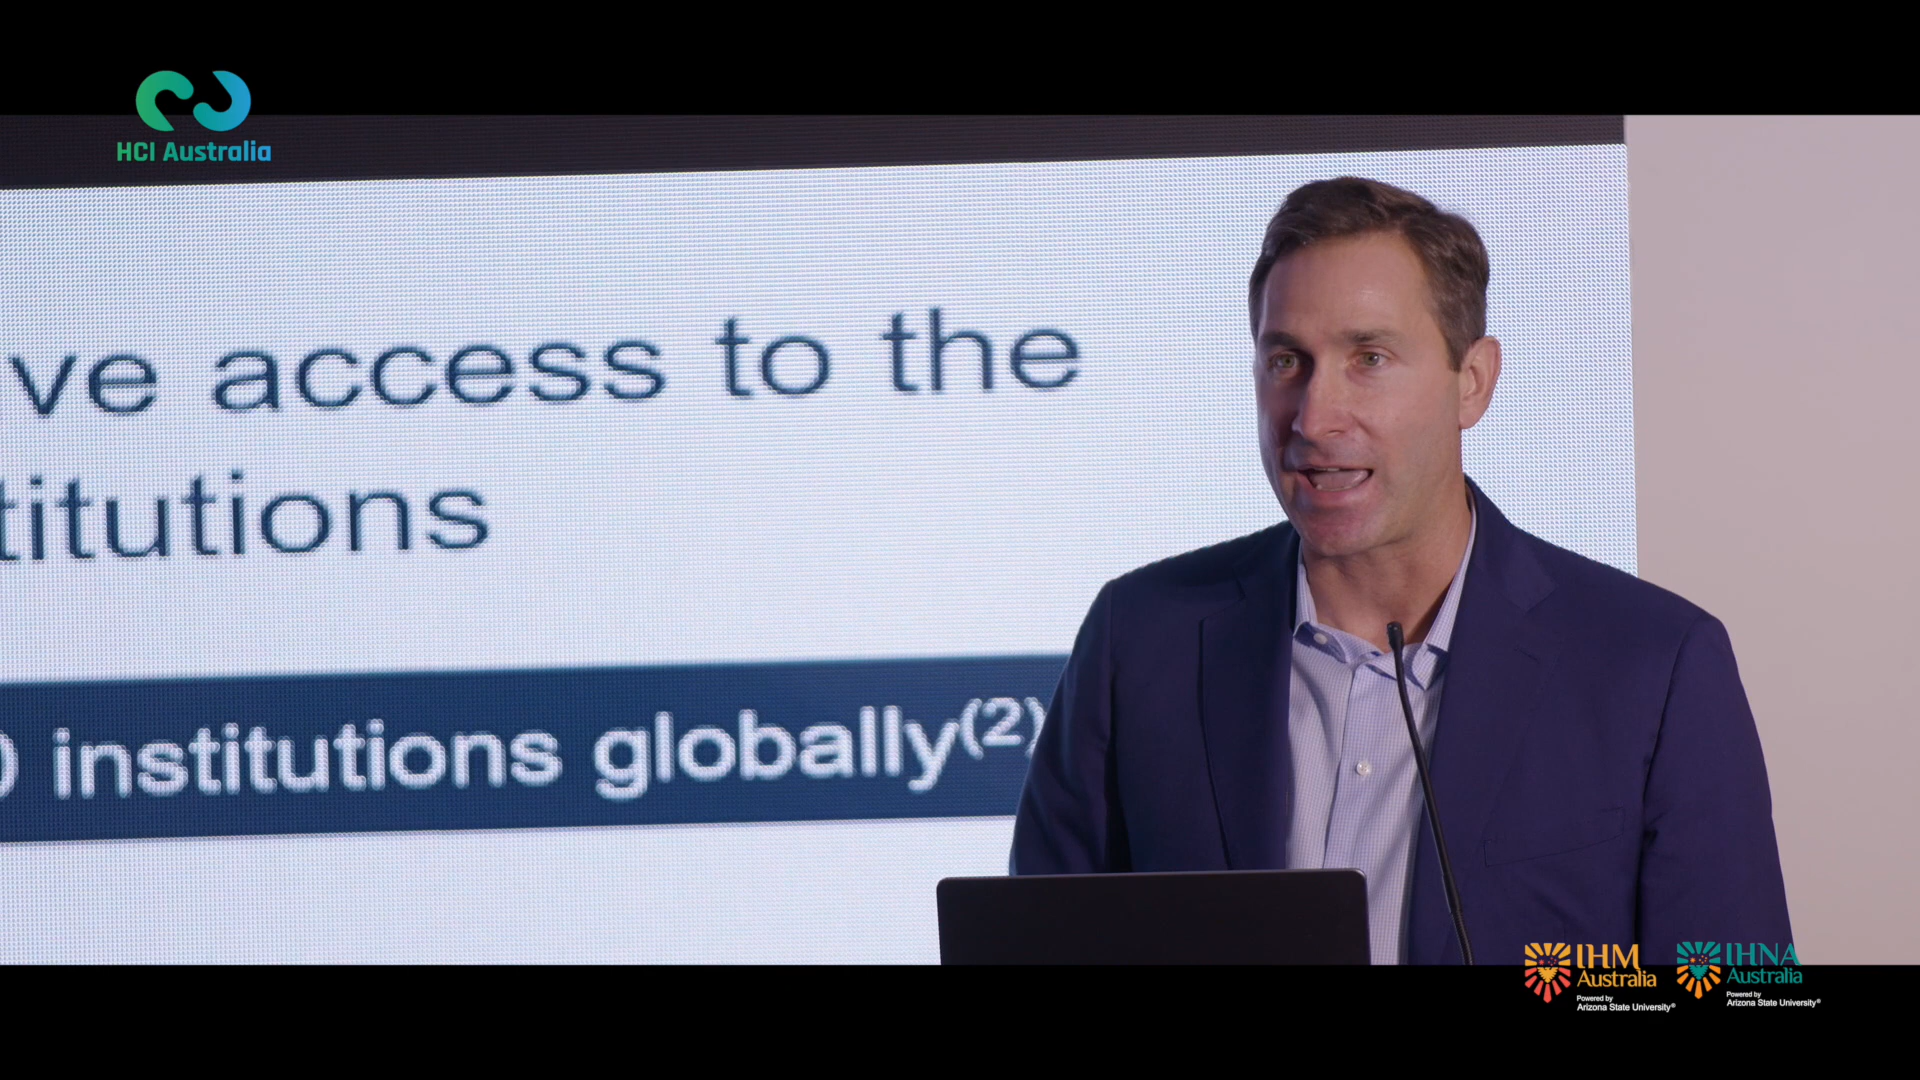 HCI Australia
ve access to the
titutions
institutions globally(2)
IHM
Australia
Powered by
Arizona State University®
IHNA
Australia
Powered by
Arizona State University®